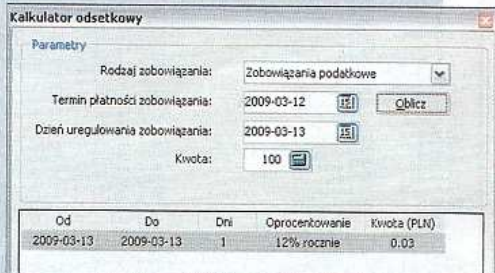 Kalkulator odsetkowy
Parametry
Rodzaj zobowiązania: Zobowiązania podatkowe
Termin płatności zobowiązania: 2009-03-12 Oblicz
Dzień uregulowania zobowiązania: 2009-03-13
Kwota: 100
Od Do Dni Oprocentowanie Kwota (PLN)
2009-03-13 2009-03-13 1 12% rocznie 0.03